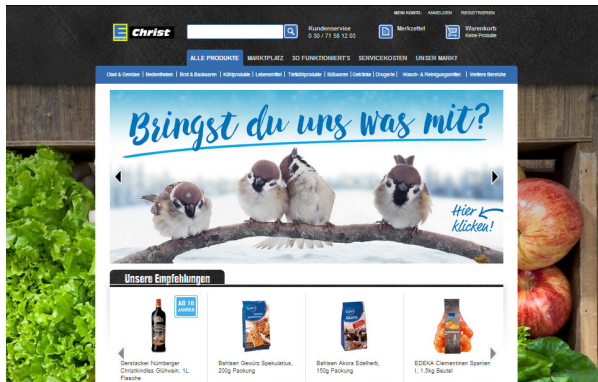 MEIN KONTO: ANMELDEN REGISTRIEREN
E Christ
Kundenservice
0 30 / 71 58 12 03
Merkzettel
Warenkorb
Keine Produkte
ALLE PRODUKTE MARKTPLATZ SO FUNKTIONIERT'S SERVICEKOSTEN UNSER MARKT
Obst & Gemüse | Bedientheken | Brot & Backwaren | Kühlprodukte | Lebensmittel | Tiefkühlprodukte | Süßwaren | Getränke | Drogerie | Wasch- & Reinigungsmittel | Weitere Bereiche
Bringst du uns was mit?
Hier
klicken!
Unsere Empfehlungen
AB 16
JAHREN
Gerstacker Nürnberger
Christkindles Glühwein, 1L
Flasche
Bahlsen Gewürz Spekulatius,
200g Packung
Bahlsen Akora Edelherb,
150g Packung
EDEKA Clementinen Spanien
I, 1,5kg Beutel